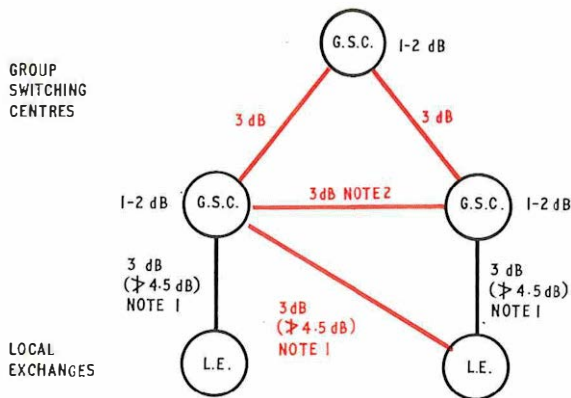 GROUP
SWITCHING
CENTRES
G.S.C.
1-2 dB
3 dB
3 dB
1-2 dB
G.S.C.
3 dB NOTE 2
G.S.C.
1-2 dB
3 dB
(≯ 4.5 dB)
NOTE 1
3 dB
(≯ 4.5 dB)
NOTE 1
3 dB
(≯ 4.5 dB)
NOTE 1
LOCAL
EXCHANGES
L.E.
L.E.